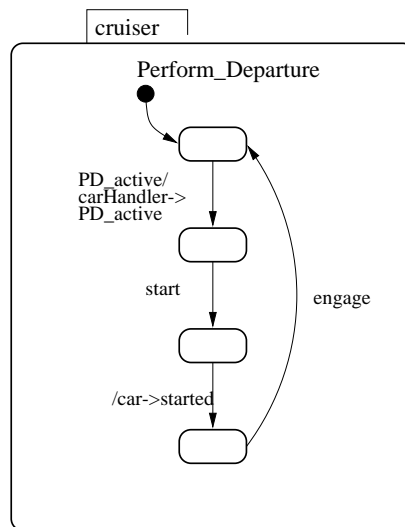 cruiser
Perform_Departure
PD_active/
carHandler->
PD_active
start
engage
/car->started